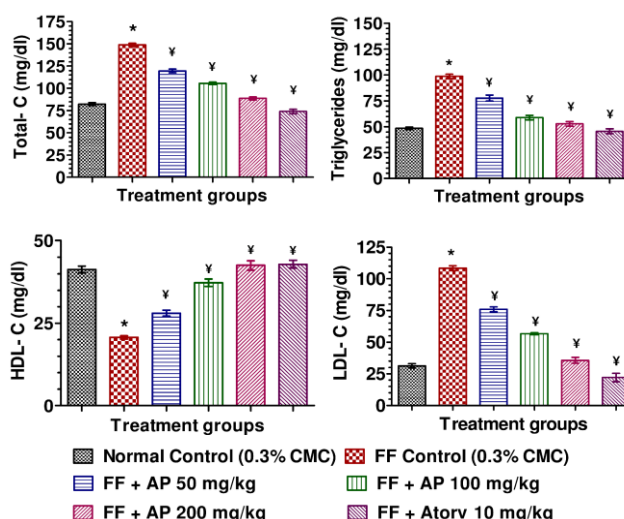 Total- C (mg/dl)
175
150
125
100
75
50
25
0
* ¥ ¥ ¥ ¥
Treatment groups
Triglycerides (mg/dl)
150
125
100
75
50
25
0
* ¥ ¥ ¥ ¥
Treatment groups
HDL- C (mg/dl)
50
25
0
* ¥ ¥ ¥ ¥
Treatment groups
LDL- C (mg/dl)
125
100
75
50
25
0
* ¥ ¥ ¥ ¥
Treatment groups
Normal Control (0.3% CMC) FF Control (0.3% CMC)
FF + AP 50 mg/kg FF + AP 100 mg/kg
FF + AP 200 mg/kg FF + Atorv 10 mg/kg